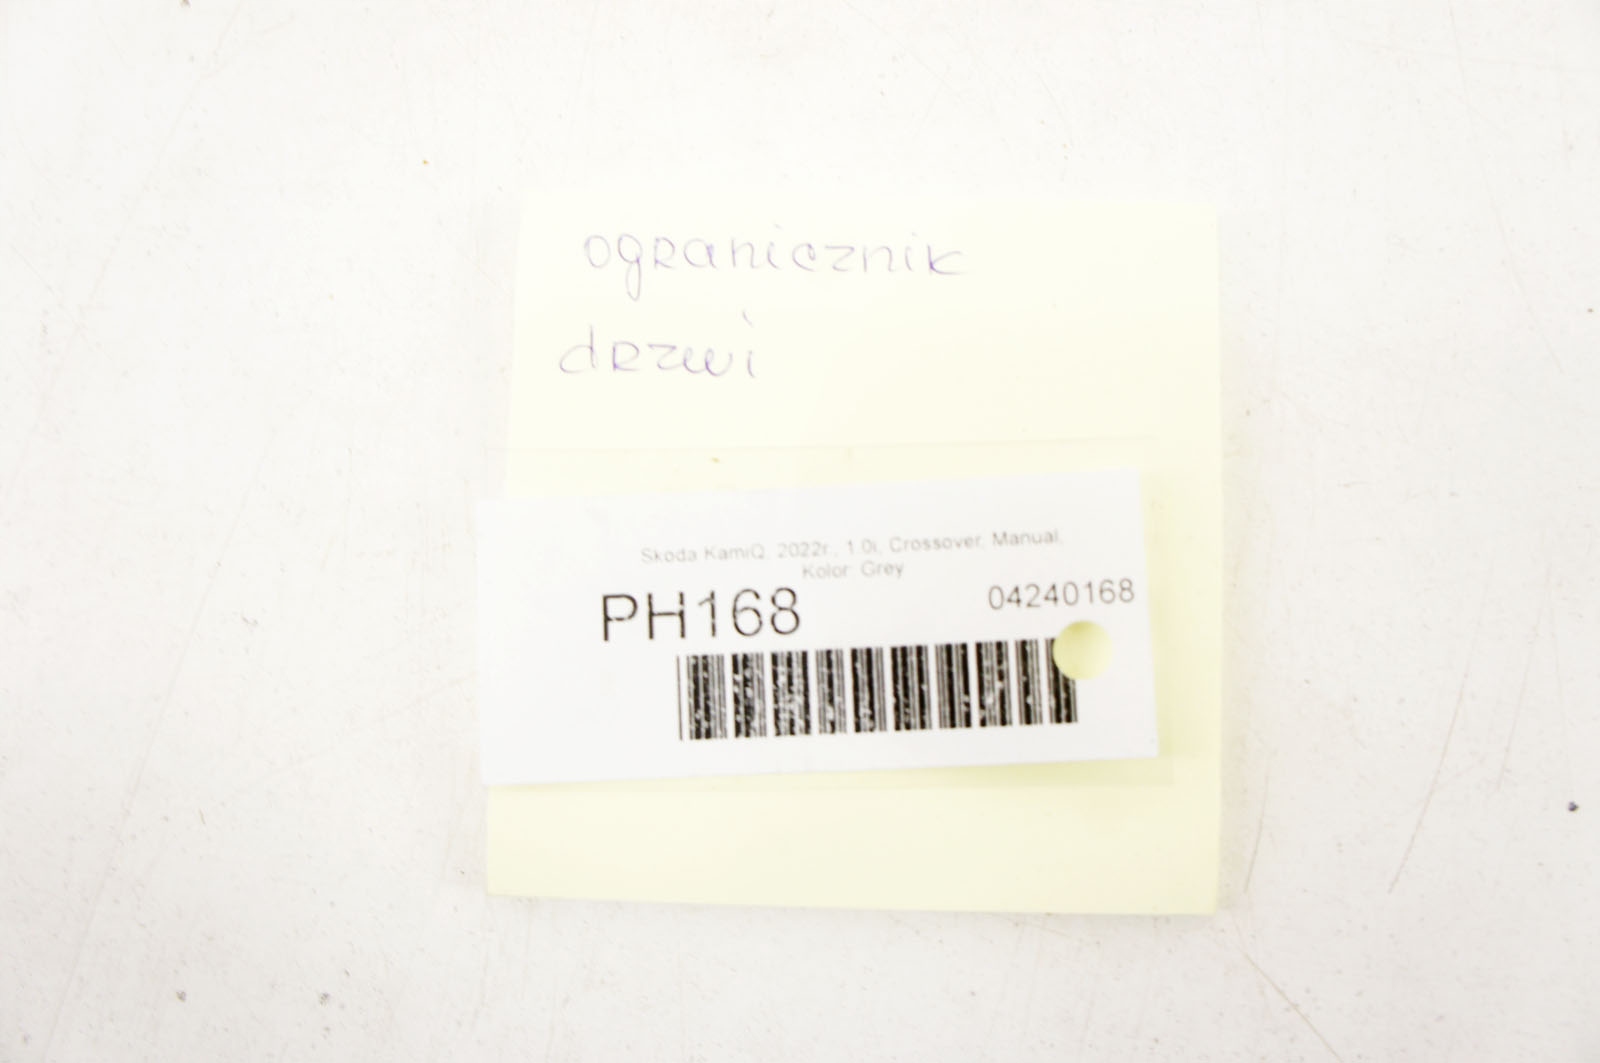 ogranicznik
drzwi
Skoda KamiQ, 2022r., 1.0i, Crossover, Manual,
Kolor: Grey
PH168
04240168